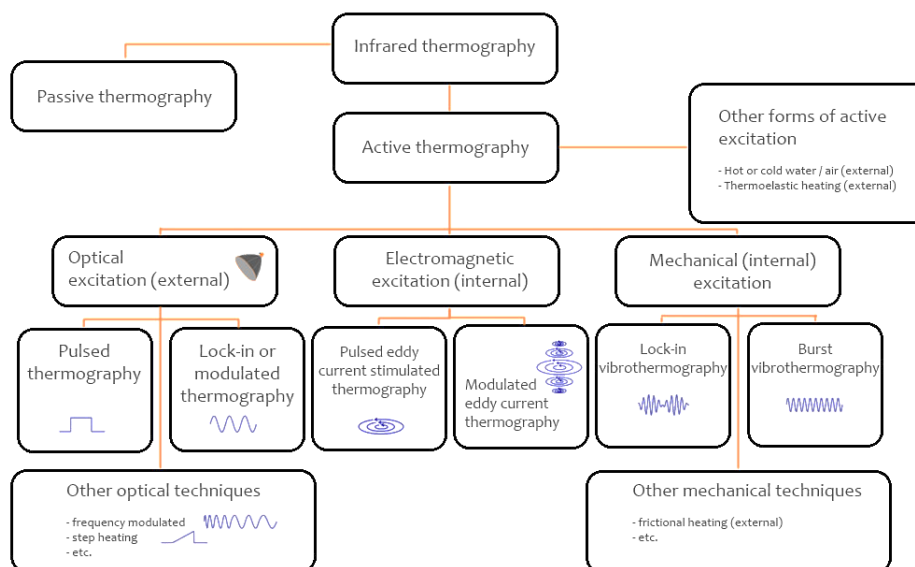 Infrared thermography
Passive thermography
Active thermography
Other forms of active
excitation
- Hot or cold water / air (external)
- Thermoelastic heating (external)
Optical
excitation (external)
Electromagnetic
excitation (internal)
Mechanical (internal)
excitation
Pulsed
thermography
Lock-in or
modulated
thermography
Pulsed eddy
current stimulated
thermography
Modulated
eddy current
thermography
Lock-in
vibrothermography
Burst
vibrothermography
Other optical techniques
- frequency modulated
- step heating
- etc.
Other mechanical techniques
- frictional heating (external)
- etc.